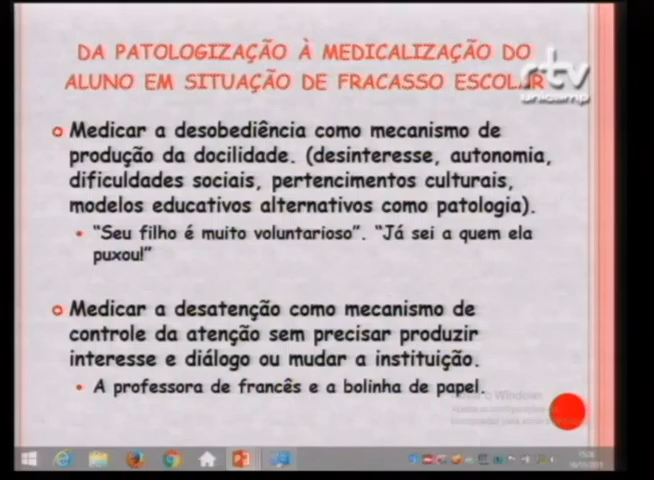 DA PATOLOGIZAÇÃO À MEDICALIZAÇÃO DO
ALUNO EM SITUAÇÃO DE FRACASSO ESCOLAR
rtv
unicamp
Medicar a desobediência como mecanismo de
produção da docilidade. (desinteresse, autonomia,
dificuldades sociais, pertencimentos culturais,
modelos educativos alternativos como patologia).
"Seu filho é muito voluntarioso". "Já sei a quem ela
puxou!"
Medicar a desatenção como mecanismo de
controle da atenção sem precisar produzir
interesse e diálogo ou mudar a instituição.
A professora de francês e a bolinha de papel.
o Windows